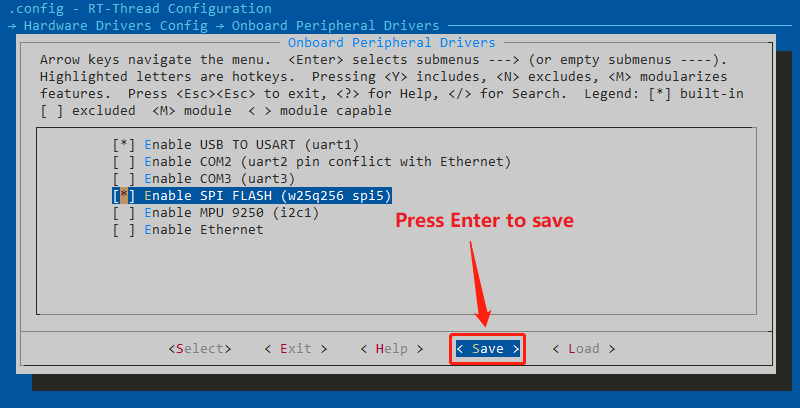 .config - RT-Thread Configuration
→ Hardware Drivers Config → Onboard Peripheral Drivers
Onboard Peripheral Drivers
Arrow keys navigate the menu.  <Enter> selects submenus ---> (or empty submenus ----).
Highlighted letters are hotkeys.  Pressing <Y> includes, <N> excludes, <M> modularizes
features.  Press <Esc><Esc> to exit, <?> for Help, </> for Search.  Legend: [*] built-in
[ ] excluded  <M> module  < > module capable
[*] Enable USB TO USART (uart1)
[ ] Enable COM2 (uart2 pin conflict with Ethernet)
[ ] Enable COM3 (uart3)
[*] Enable SPI FLASH (w25q256 spi5)
[ ] Enable MPU 9250 (i2c1)
[ ] Enable Ethernet
Press Enter to save
<Select>    < Exit >    < Help >    < Save >    < Load >